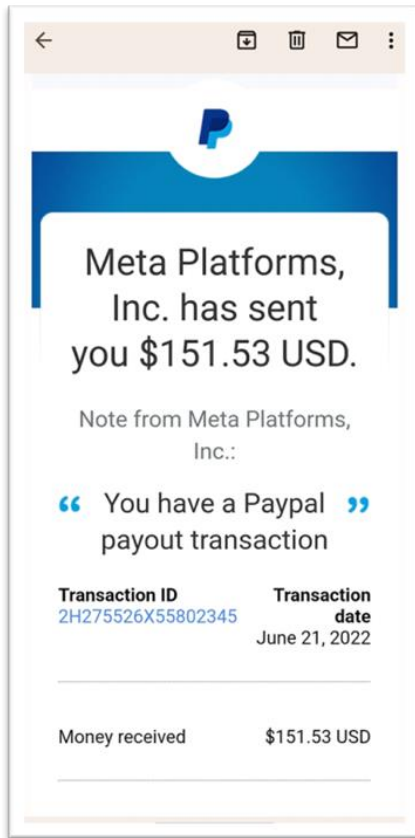 Meta Platforms,
Inc. has sent
you $151.53 USD.
Note from Meta Platforms,
Inc.:
“ You have a Paypal ”
payout transaction
Transaction ID Transaction
2H275526X55802345 date
June 21, 2022
Money received $151.53 USD